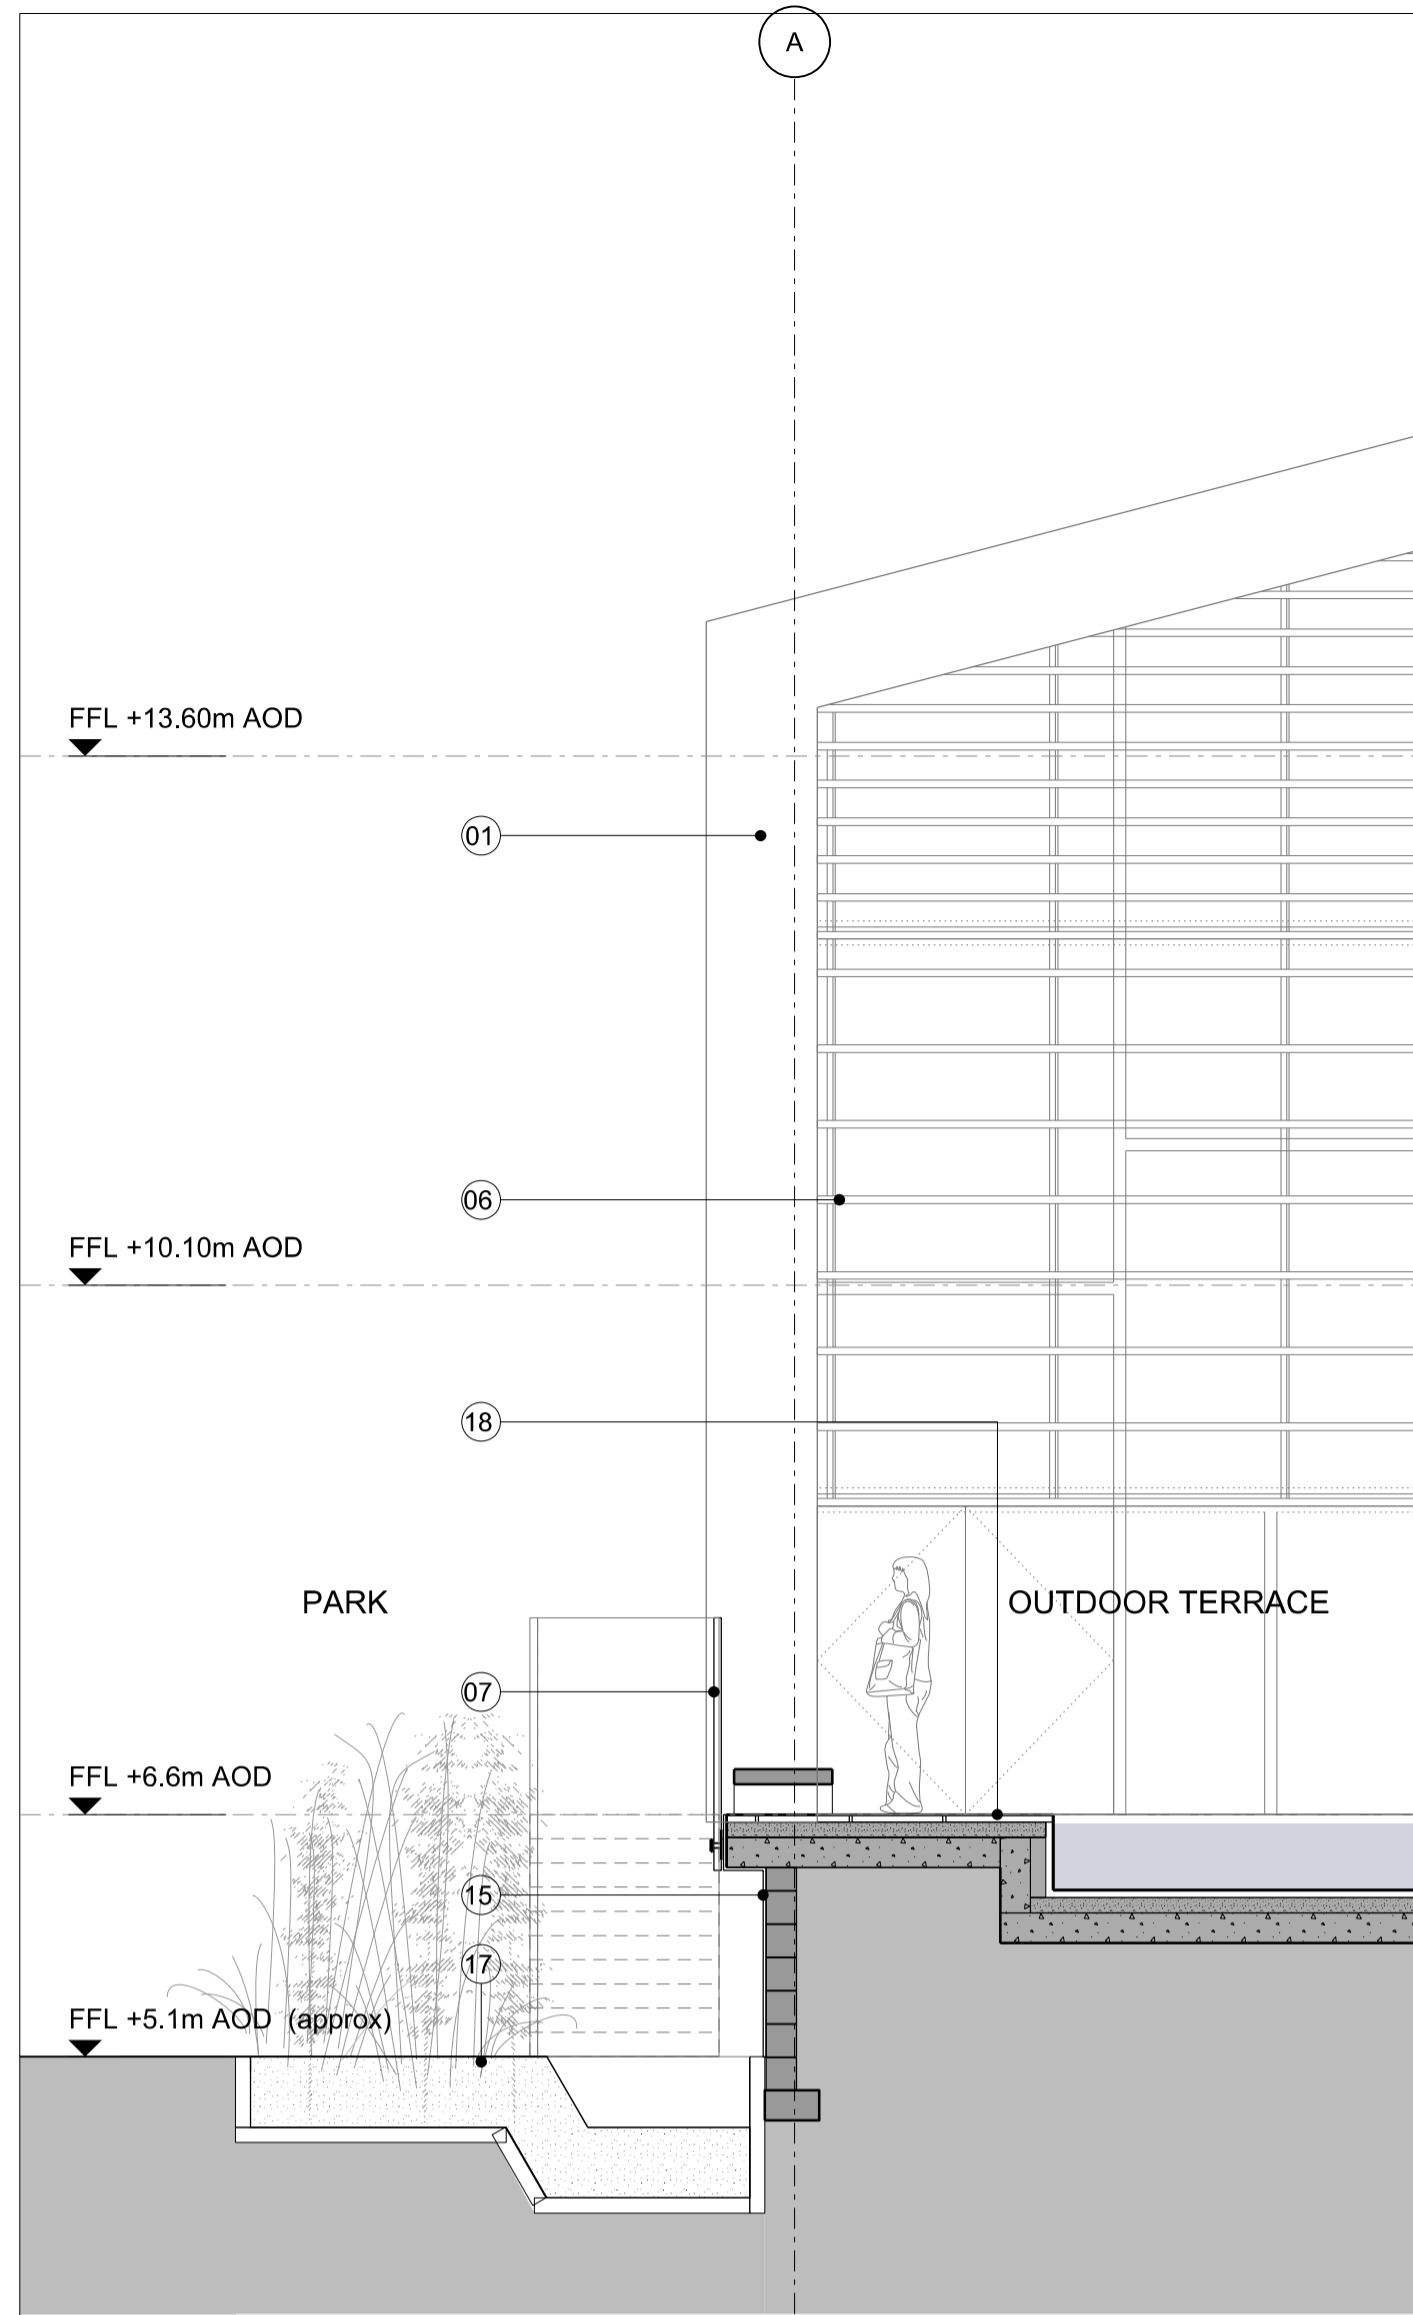 A
FFL +13.60m AOD
01
06
FFL +10.10m AOD
18
PARK
OUTDOOR TERRACE
07
FFL +6.6m AOD
15
17
FFL +5.1m AOD (approx)